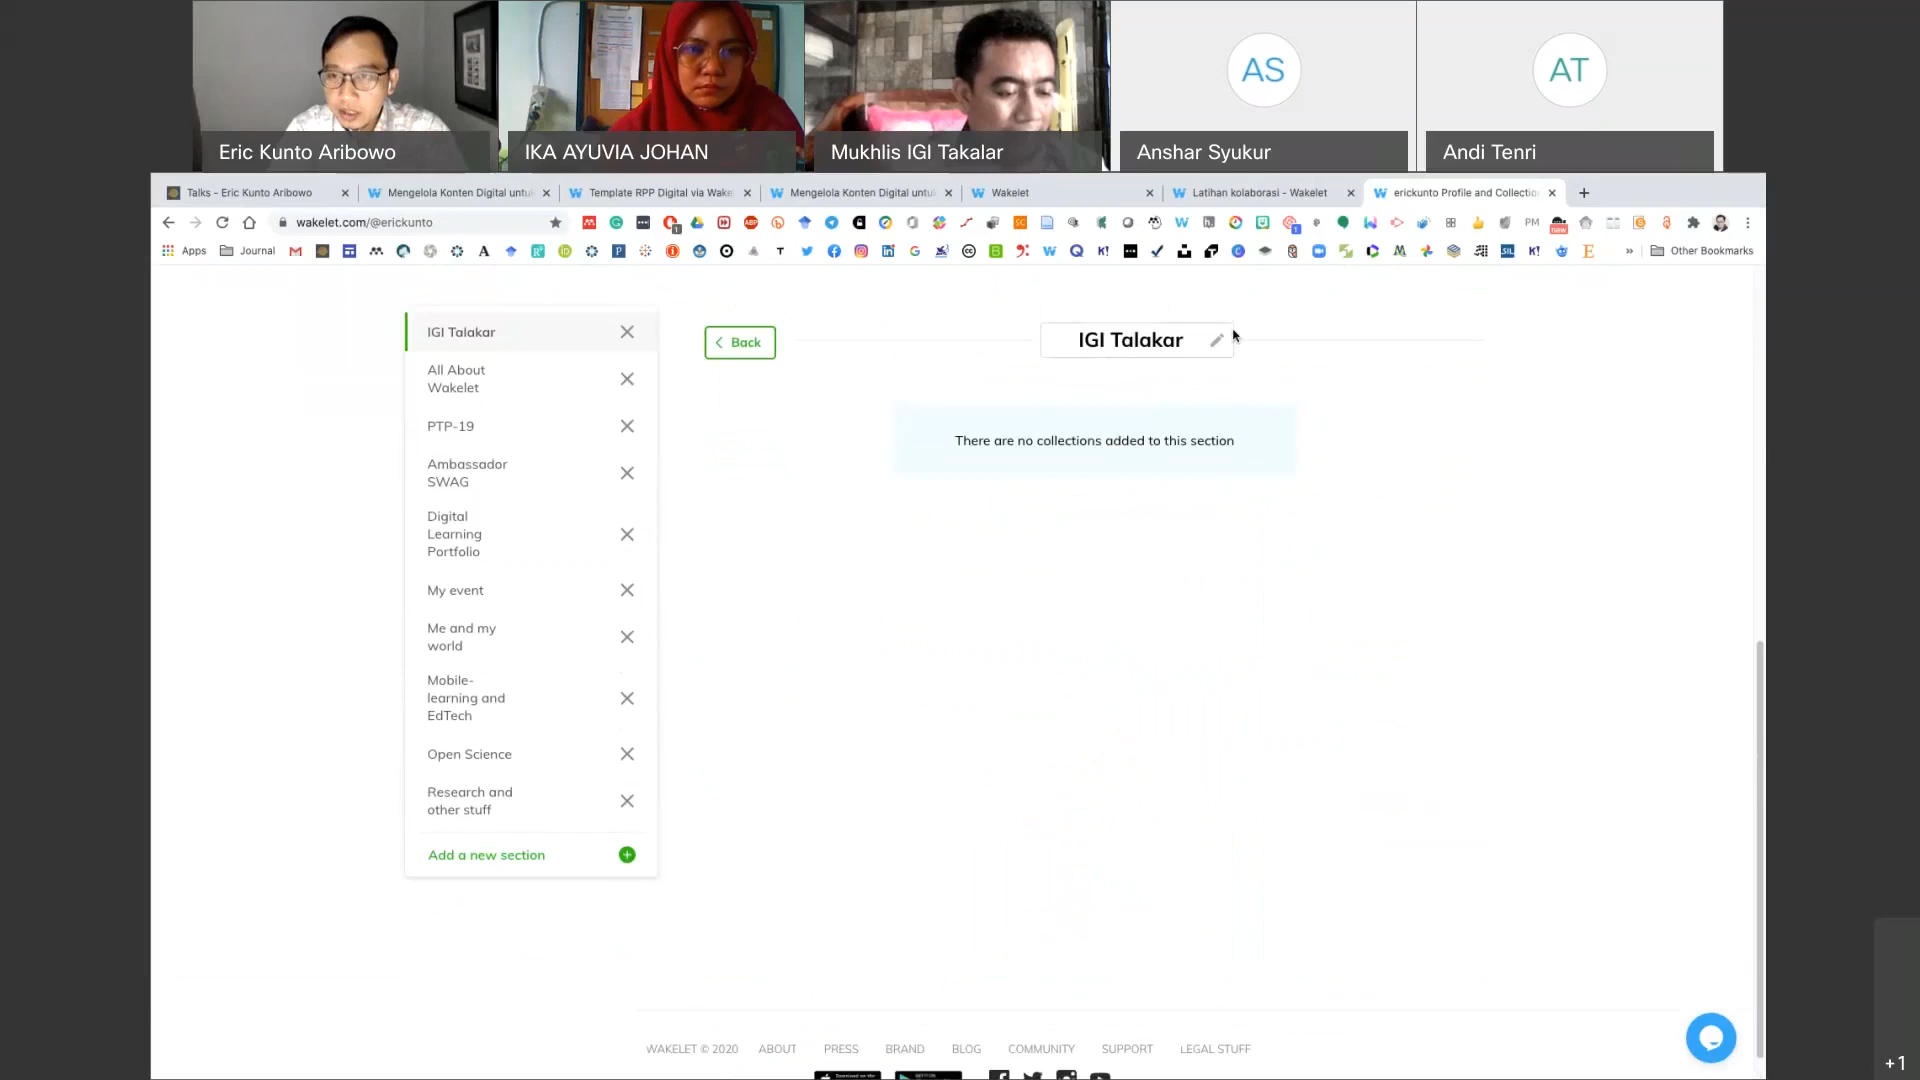 AS
AT
Eric Kunto Aribowo
IKA AYUVIA JOHAN
Mukhlis IGI Takalar
Anshar Syukur
Andi Tenri
Talks - Eric Kunto Aribowo
Mengelola Konten Digital untu
Template RPP Digital via Wake
Mengelola Konten Digital untu
Wakelet
Latihan kolaborasi - Wakelet
erickunto Profile and Collectio
wakelet.com/@erickunto
Apps
Journal
Other Bookmarks
IGI Talakar
All About
Wakelet
PTP-19
Ambassador
SWAG
Digital
Learning
Portfolio
My event
Me and my
world
Mobile-
learning and
EdTech
Open Science
Research and
other stuff
Add a new section
Back
IGI Talakar
There are no collections added to this section
WAKELET © 2020
ABOUT
PRESS
BRAND
BLOG
COMMUNITY
SUPPORT
LEGAL STUFF
+1